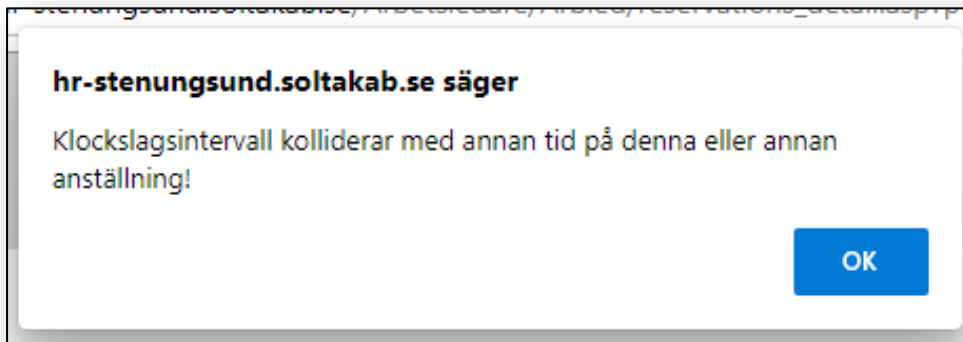 hr-stenungsund.soltakab.se säger
Klockslagsintervall kolliderar med annan tid på denna eller annan
anställning!
OK